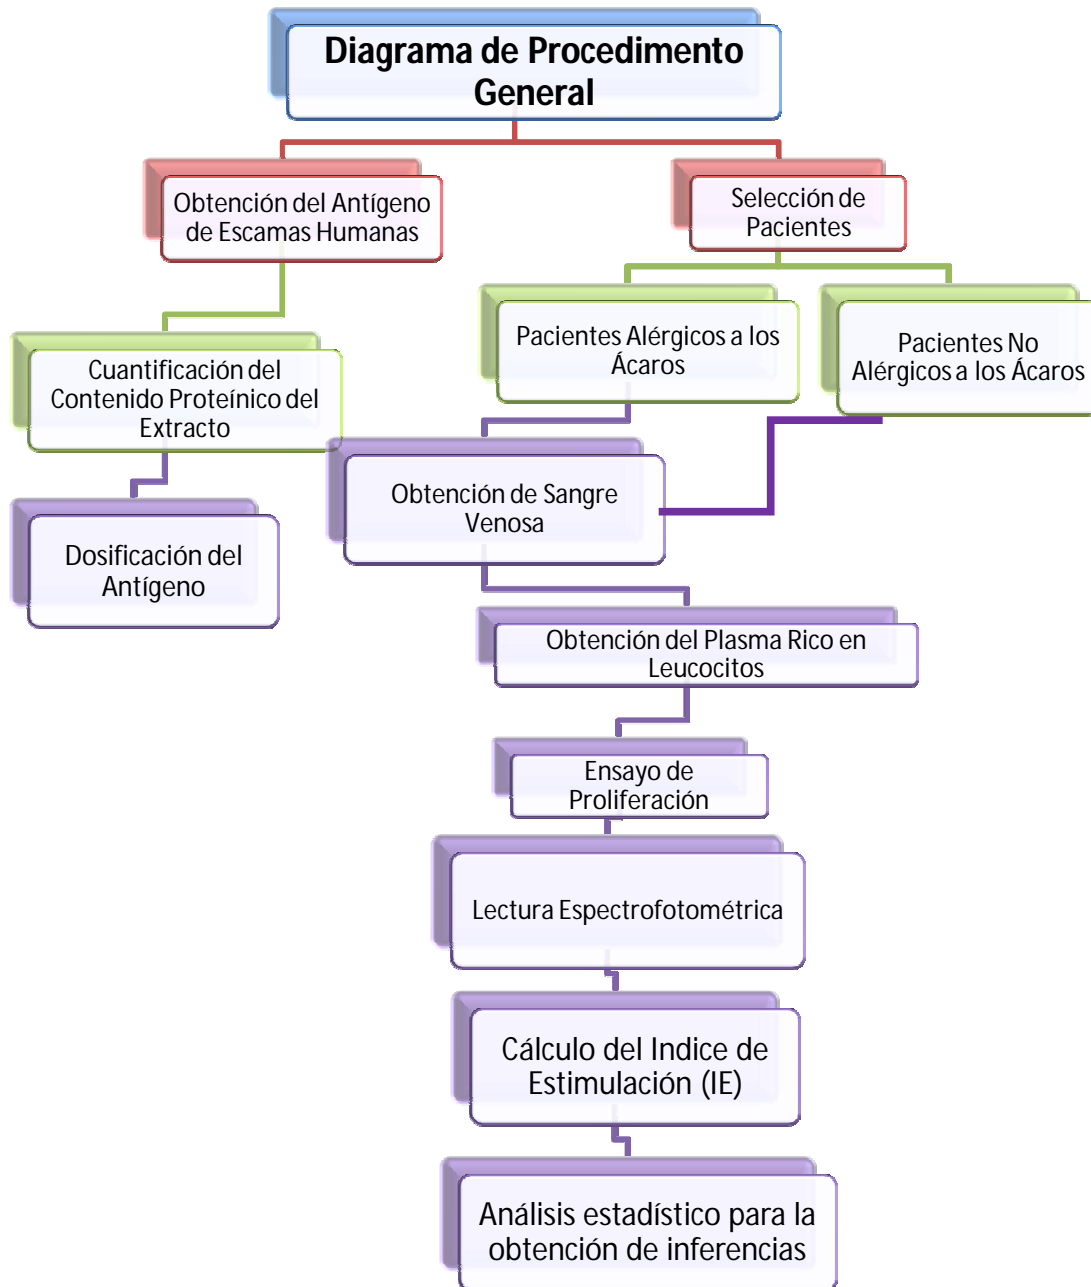 Diagrama de Procedimento
General
Obtención del Antígeno
de Escamas Humanas
Selección de
Pacientes
Pacientes Alérgicos a los
Ácaros
Pacientes No
Alérgicos a los Ácaros
Cuantificación del
Contenido Proteínico del
Extracto
Obtención de Sangre
Venosa
Dosificación del
Antígeno
Obtención del Plasma Rico en
Leucocitos
Ensayo de
Proliferación
Lectura Espectrofotométrica
Cálculo del Indice de
Estimulación (IE)
Análisis estadístico para la
obtención de inferencias